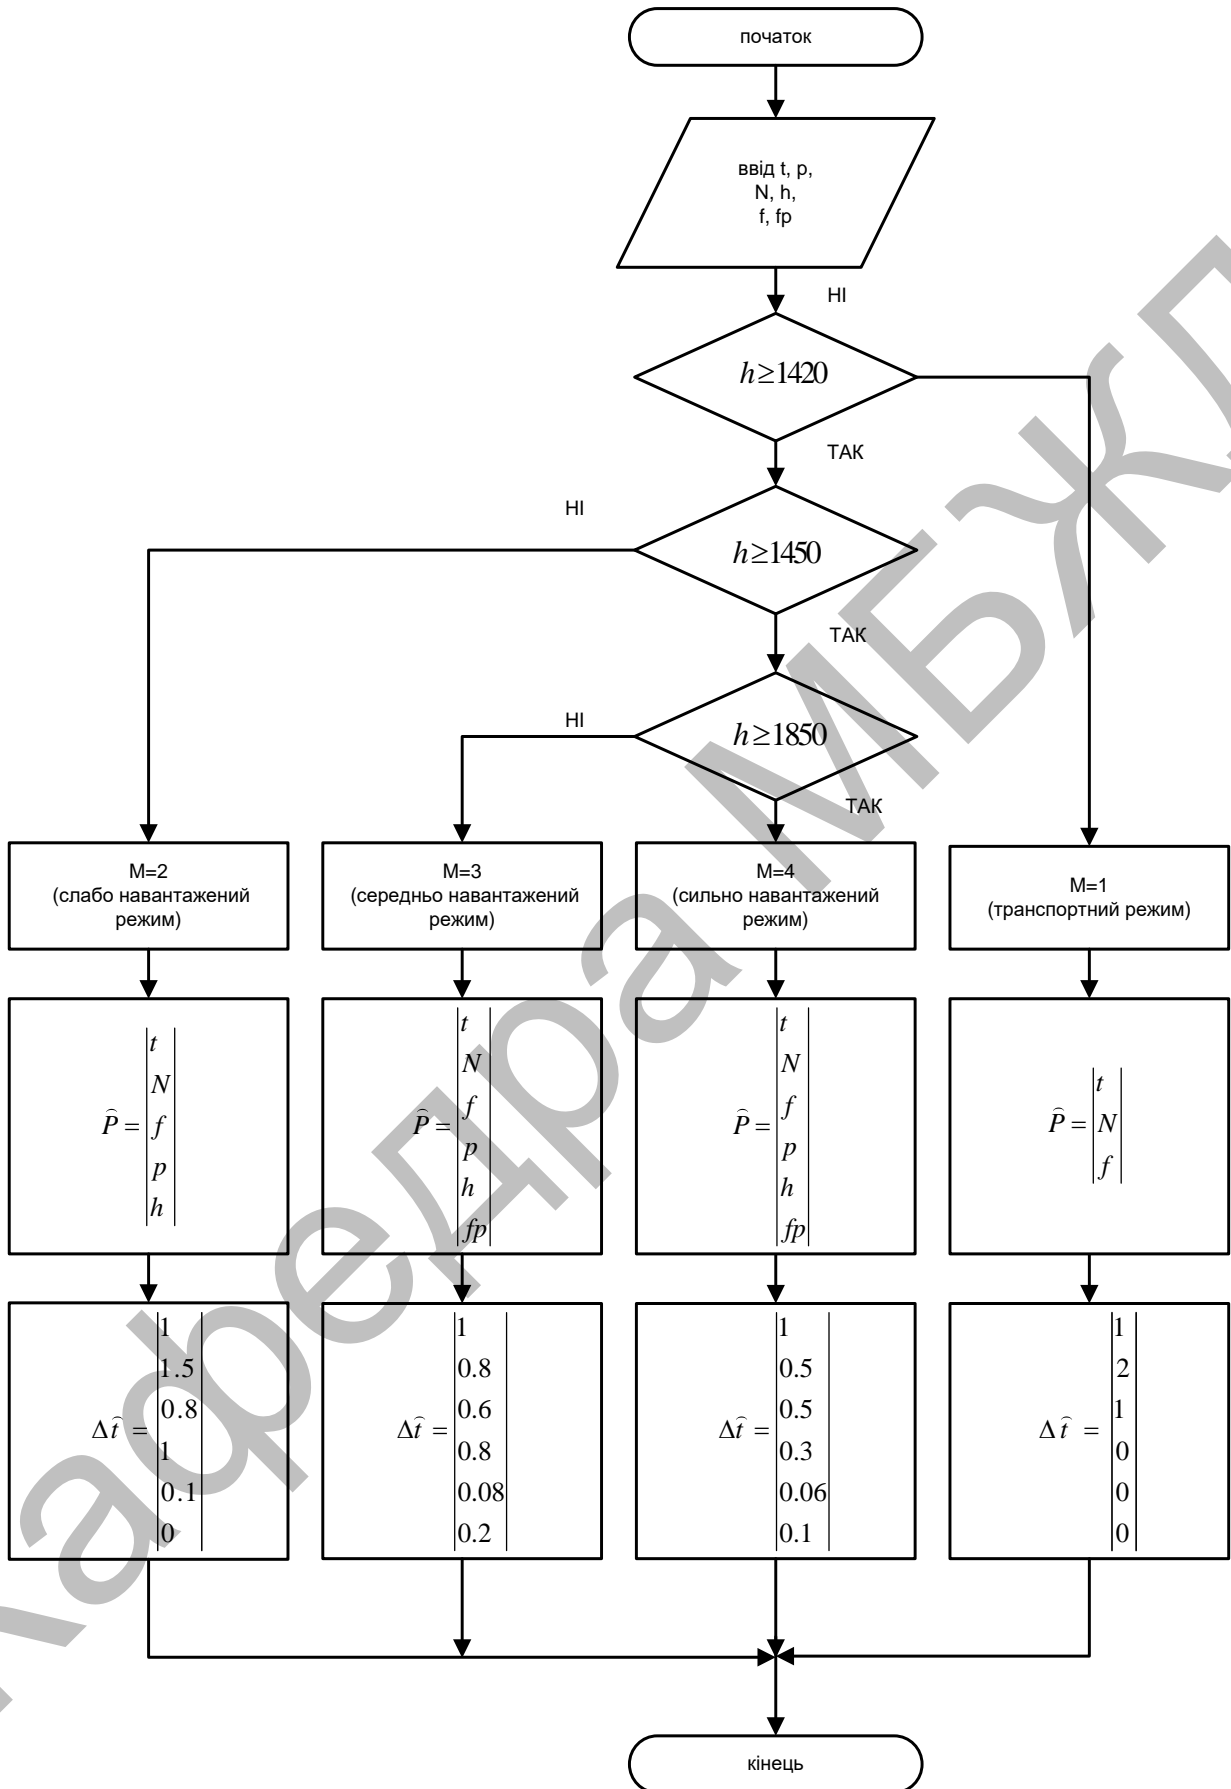 початок
ввід t, p,
N, h,
f, fp
НІ
h≥1420
ТАК
НІ
h≥1450
ТАК
НІ
h≥1850
ТАК
M=2
(слабо навантажений
режим)
M=3
(середньо навантажений
режим)
M=4
(сильно навантажений
режим)
M=1
(транспортний режим)
P̂ =
t
N
f
p
h
P̂ =
t
N
f
p
h
fp
P̂ =
t
N
f
p
h
fp
P̂ =
t
N
f
Δt̂ =
1
1.5
0.8
1
0.1
0
Δt̂ =
1
0.8
0.6
0.8
0.08
0.2
Δt̂ =
1
0.5
0.5
0.3
0.06
0.1
Δt̂ =
1
2
1
0
0
0
кінець
Кафедра МБЖД